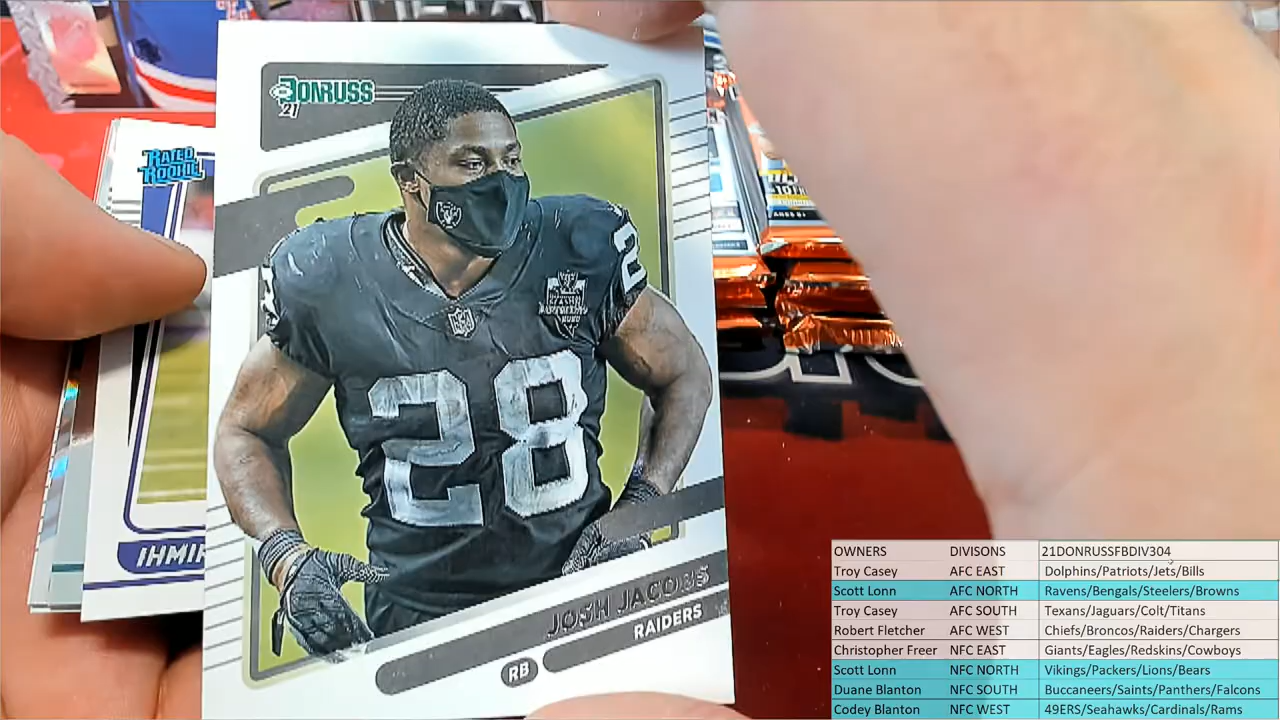 DONRUSS
21
RATED
ROOKIE
28
2
IHMIR
JOSH JACOBS
RAIDERS
RB
OWNERS DIVISONS 21DONRUSSFBDIV304
Troy Casey AFC EAST Dolphins/Patriots/Jets/Bills
Scott Lonn AFC NORTH Ravens/Bengals/Steelers/Browns
Troy Casey AFC SOUTH Texans/Jaguars/Colt/Titans
Robert Fletcher AFC WEST Chiefs/Broncos/Raiders/Chargers
Christopher Freer NFC EAST Giants/Eagles/Redskins/Cowboys
Scott Lonn NFC NORTH Vikings/Packers/Lions/Bears
Duane Blanton NFC SOUTH Buccaneers/Saints/Panthers/Falcons
Codey Blanton NFC WEST 49ERS/Seahawks/Cardinals/Rams